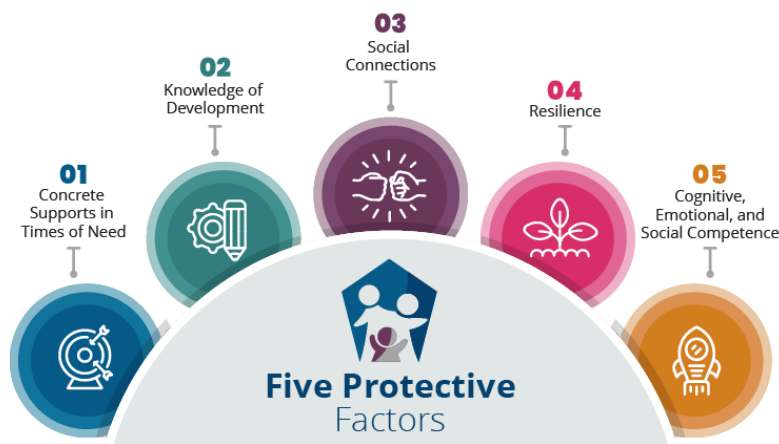 01
Concrete
Supports in
Times of Need
02
Knowledge of
Development
03
Social
Connections
04
Resilience
05
Cognitive,
Emotional, and
Social Competence
Five Protective
Factors